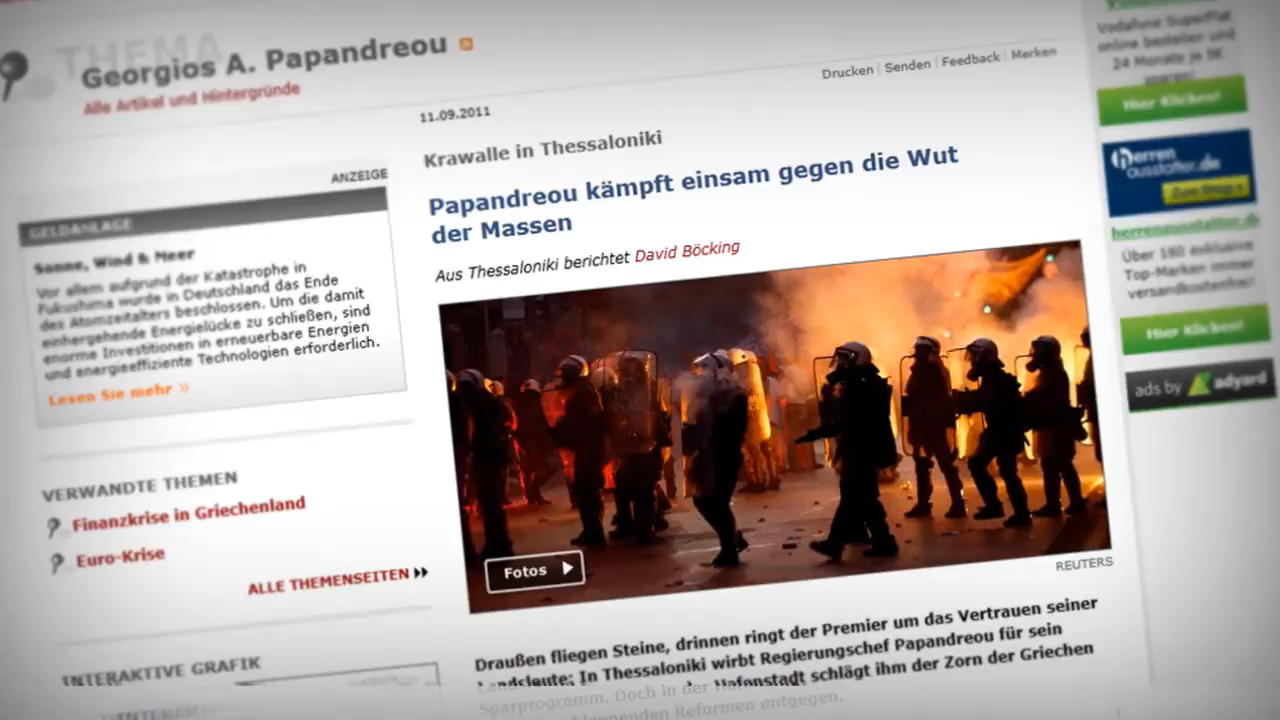 THEMA
Georgios A. Papandreou
Alle Artikel und Hintergründe
Drucken | Senden | Feedback | Merken
ANZEIGE
GELDANLAGE
Sonne, Wind & Meer
Vor allem aufgrund der Katastrophe in
Fukushima wurde in Deutschland das Ende
des Atomzeitalters beschlossen. Um die damit
einhergehende Energielücke zu schließen, sind
enorme Investitionen in erneuerbare Energien
und energieeffiziente Technologien erforderlich.
Lesen Sie mehr »
VERWANDTE THEMEN
Finanzkrise in Griechenland
Euro-Krise
ALLE THEMENSEITEN
INTERAKTIVE GRAFIK
11.09.2011
Krawalle in Thessaloniki
Papandreou kämpft einsam gegen die Wut
der Massen
Aus Thessaloniki berichtet David Böcking
Fotos
REUTERS
Draußen fliegen Steine, drinnen ringt der Premier um das Vertrauen seiner
Landsleute: In Thessaloniki wirbt Regierungschef Papandreou für sein
Sparprogramm. Doch in der Hafenstadt schlägt ihm der Zorn der Griechen
Reformen entgegen.
Vodafone SuperFlat
online bestellen und
24 Monate je 5€
sparen!
Hier Klicken!
herren
ausstatter.de
Zum Shop »
herrenausstatter.de
Über 180 exklusive
Top-Marken immer
versandkostenfrei
Hier Klicken!
ads by adyard